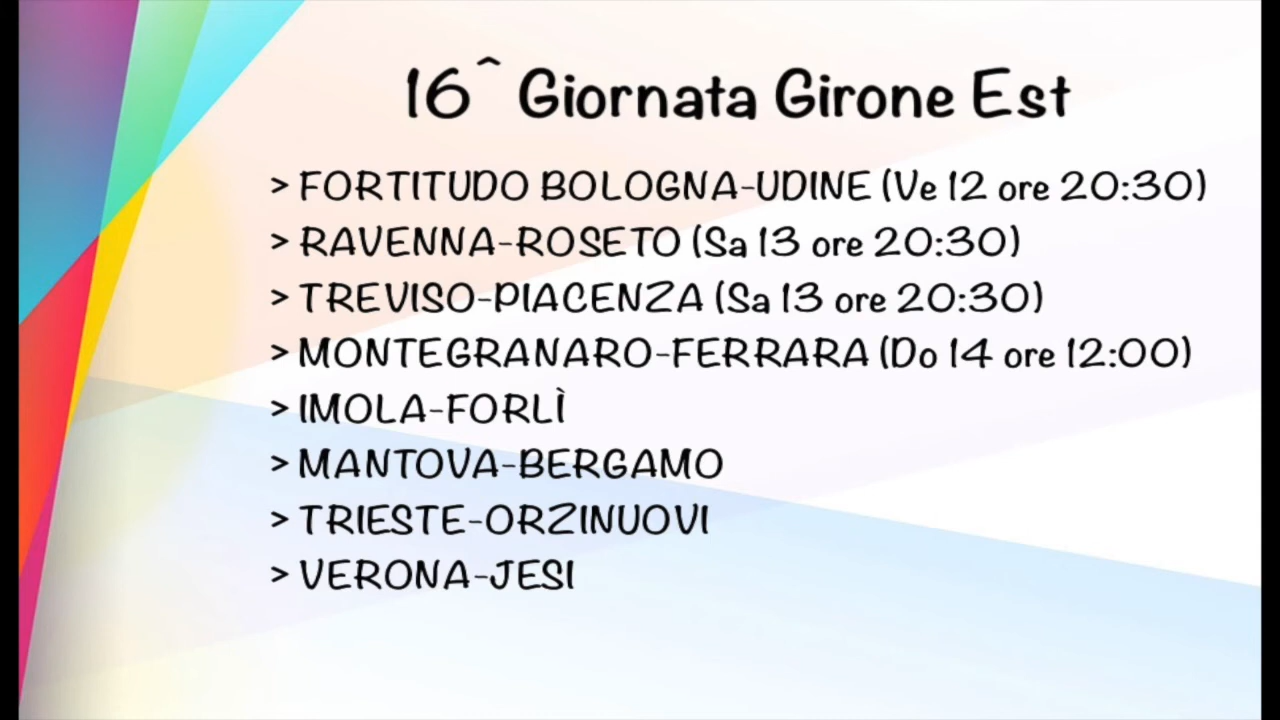 16^ Giornata Girone Est
> FORTITUDO BOLOGNA-UDINE (Ve 12 ore 20:30)
> RAVENNA-ROSETO (Sa 13 ore 20:30)
> TREVISO-PIACENZA (Sa 13 ore 20:30)
> MONTEGRANARO-FERRARA (Do 14 ore 12:00)
> IMOLA-FORLÌ
> MANTOVA-BERGAMO
> TRIESTE-ORZINUOVI
> VERONA-JESI